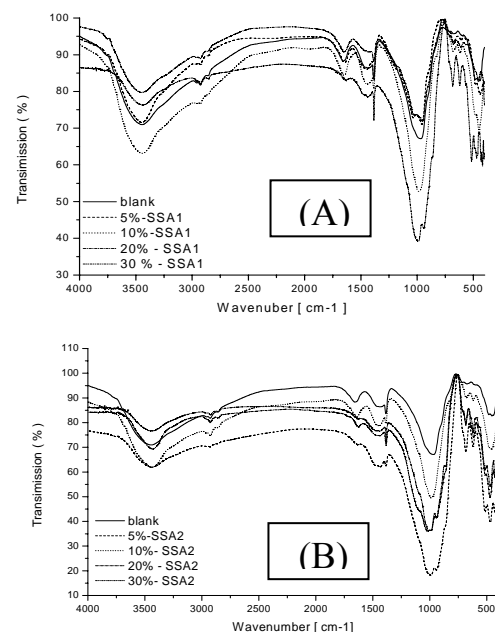 100
90
80
70
60
50
40
30
Transimission ( % )
blank
5%-SSA1
10%-SSA1
20% - SSA1
30 % - SSA1
(A)
4000 3500 3000 2500 2000 1500 1000 500
Wavenuber [ cm-1 ]
110
100
90
80
70
60
50
40
30
20
10
Transimission ( % )
blank
5%-SSA2
10%- SSA2
20% - SSA2
30%- SSA2
(B)
4000 3500 3000 2500 2000 1500 1000 500
Wavenumber [ cm-1]